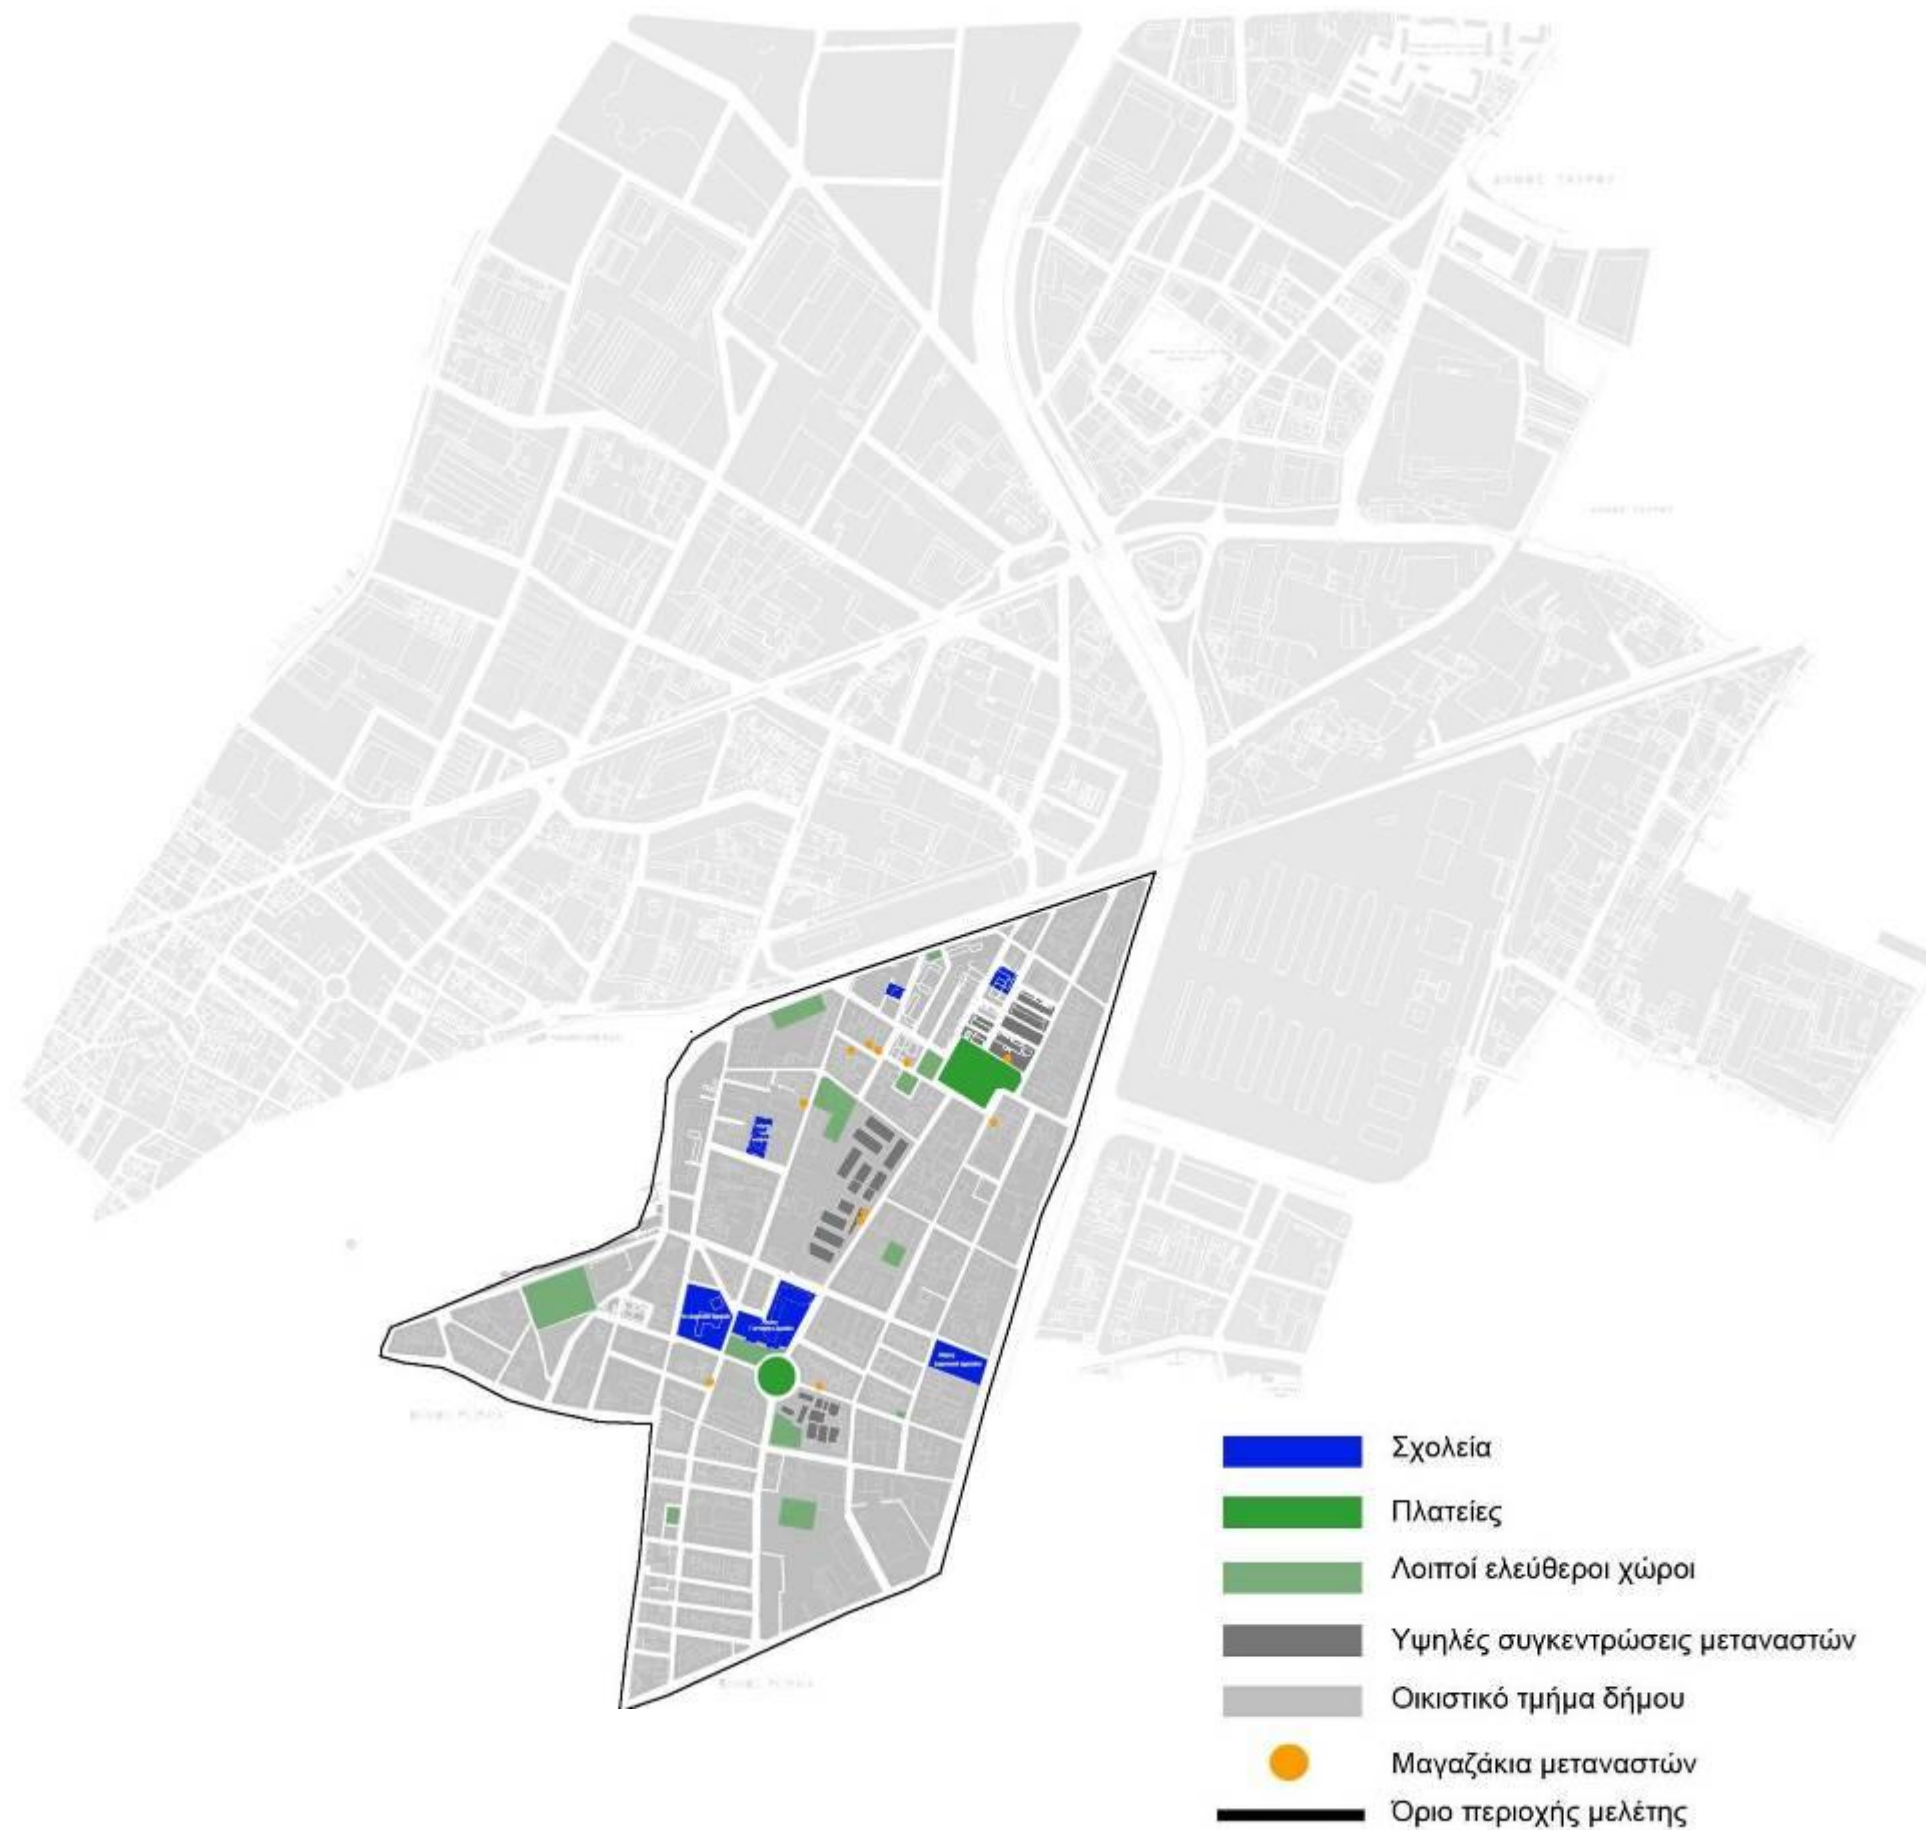 Σχολεία
Πλατείες
Λοιποί ελεύθεροι χώροι
Υψηλές συγκεντρώσεις μεταναστών
Οικιστικό τμήμα δήμου
Μαγαζάκια μεταναστών
Όριο περιοχής μελέτης